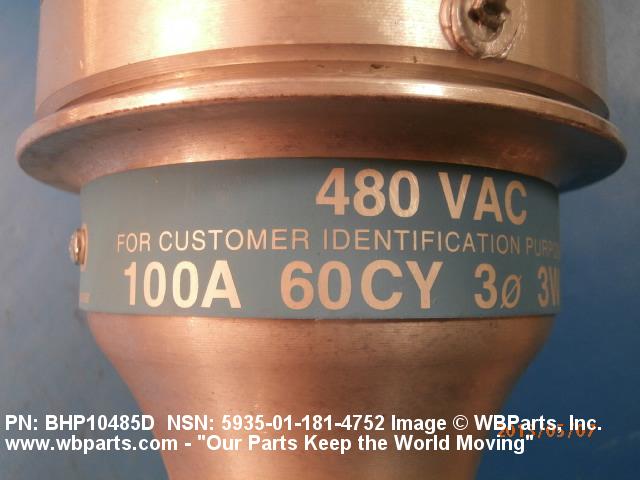 480 VAC
FOR CUSTOMER IDENTIFICATION
100A 60CY 3ø
PN: BHP10485D NSN: 5935-01-181-4752 Image © WBParts, Inc.
www.wbparts.com - "Our Parts Keep the World Moving"